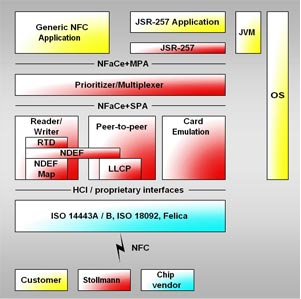 Generic NFC
Application
JSR-257 Application
JSR-257
JVM
OS
NFaCe+MPA
Prioritizer/Multiplexer
NFaCe+SPA
Reader/
Writer
RTD
NDEF
NDEF
Map
Peer-to-peer
LLCP
Card
Emulation
HCI / proprietary interfaces
ISO 14443A / B, ISO 18092, Felica
NFC
Customer
Stollmann
Chip
vendor